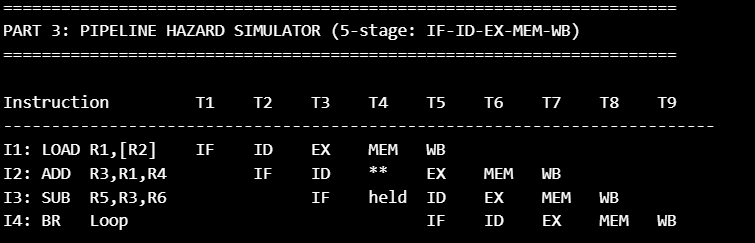 ======================================================================
PART 3: PIPELINE HAZARD SIMULATOR (5-stage: IF-ID-EX-MEM-WB)
======================================================================
Instruction         T1    T2    T3    T4    T5    T6    T7    T8    T9
--------------------------------------------------------------------------
I1: LOAD R1,[R2]    IF    ID    EX    MEM   WB
I2: ADD  R3,R1,R4         IF    ID    **    EX    MEM   WB
I3: SUB  R5,R3,R6               IF    held  ID    EX    MEM   WB
I4: BR   Loop                               IF    ID    EX    MEM   WB